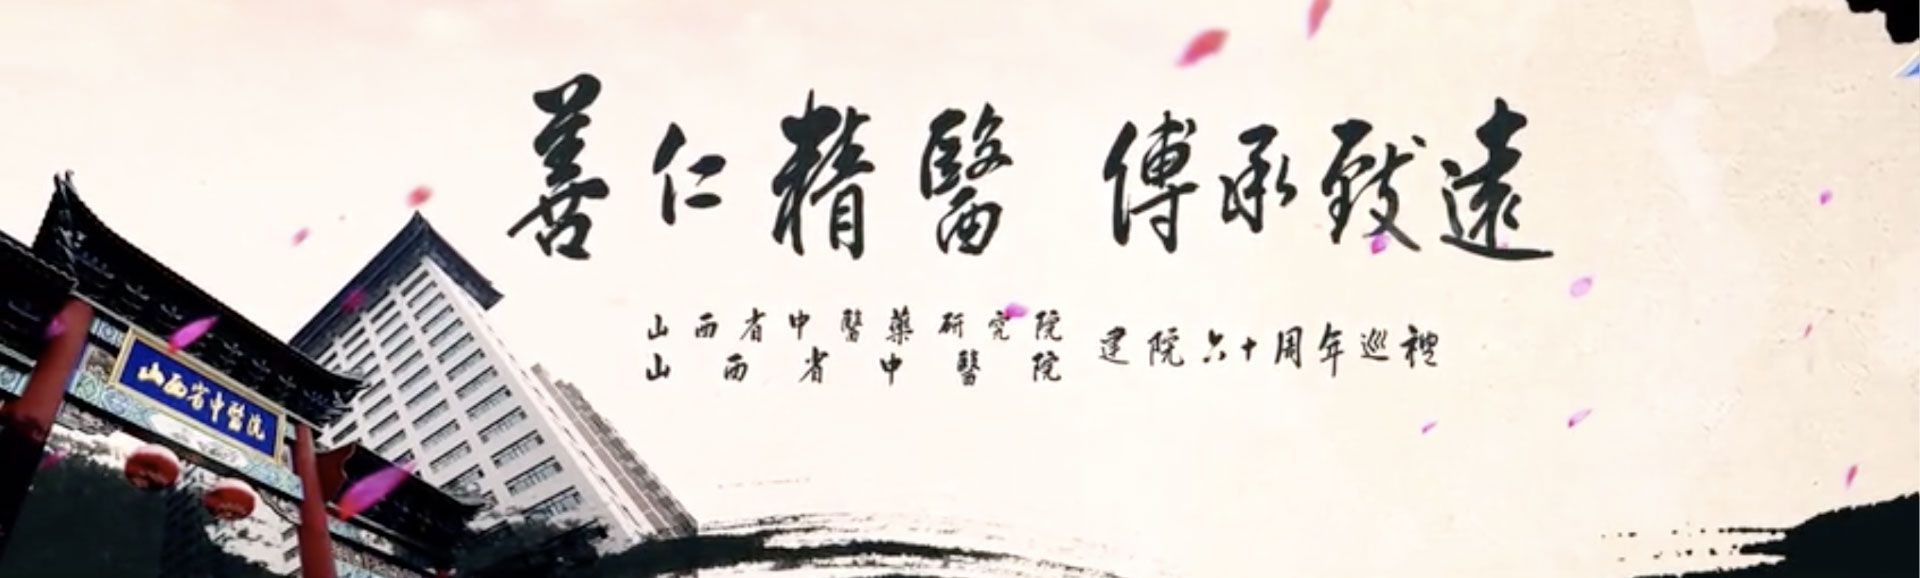 善仁精醫 傳承致遠
山西省中醫藥研究院
山西省中醫院
建院六十周年巡禮
山西省中醫院